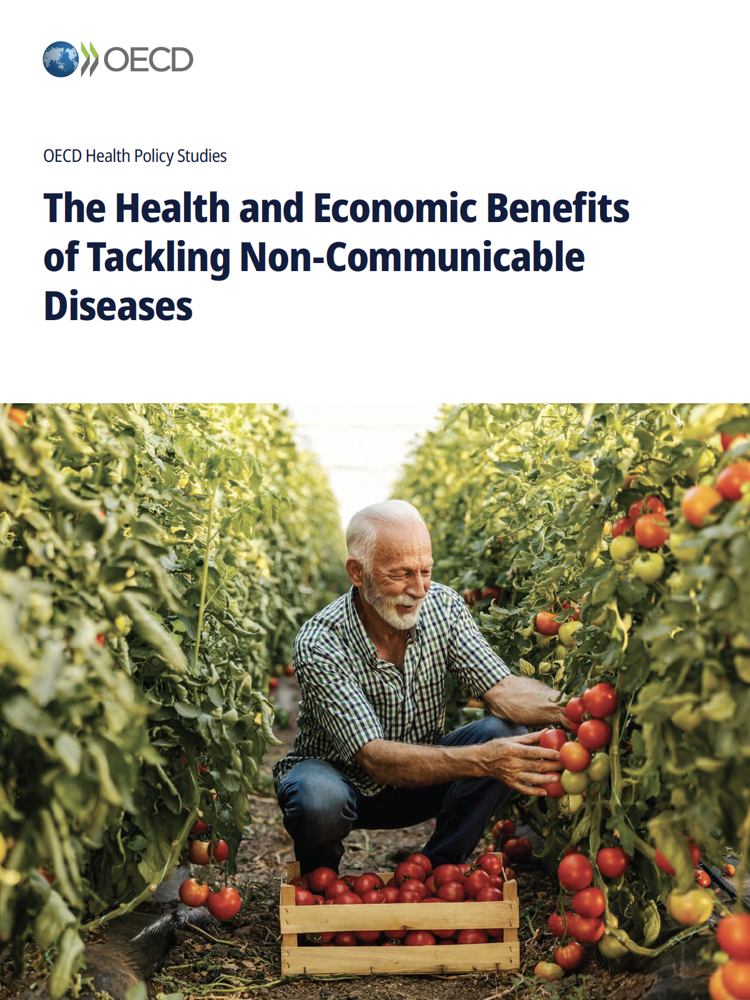 OECD
OECD Health Policy Studies
The Health and Economic Benefits
of Tackling Non-Communicable
Diseases